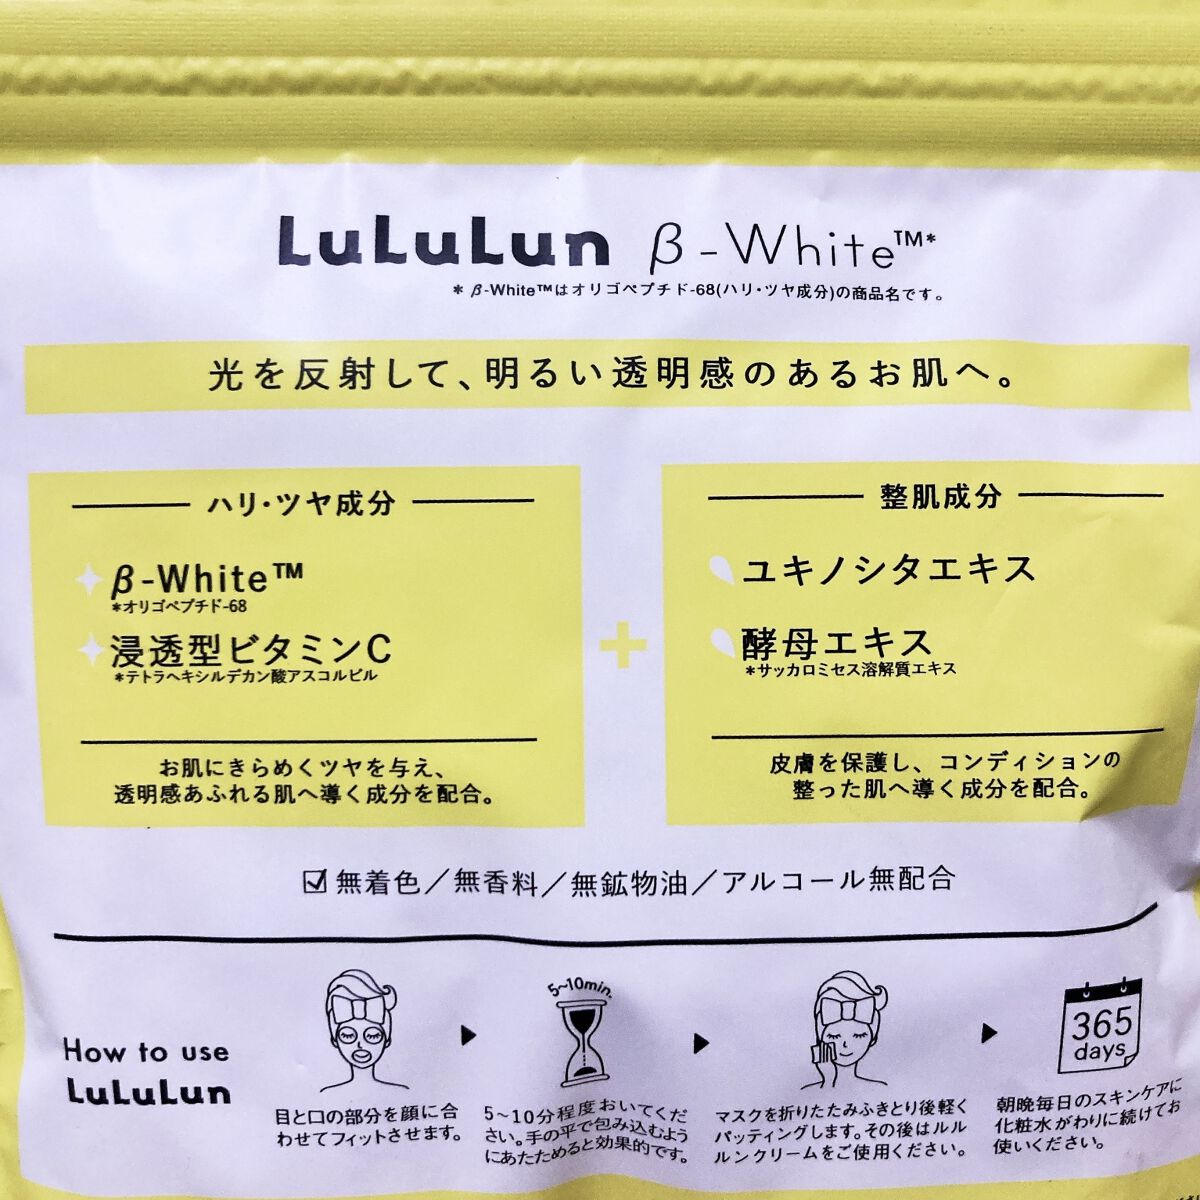 LuLuLun β-White™*
* β-White™はオリゴペプチド-68(ハリ・ツヤ成分)の商品名です。
光を反射して、明るい透明感のあるお肌へ。
ハリ・ツヤ成分
β-White™
*オリゴペプチド-68
浸透型ビタミンC
*テトラヘキシルデカン酸アスコルビル
お肌にきらめくツヤを与え、
透明感あふれる肌へ導く成分を配合。
+
整肌成分
ユキノシタエキス
酵母エキス
*サッカロミセス溶解質エキス
皮膚を保護し、コンディションの
整った肌へ導く成分を配合。
☑無着色/無香料/無鉱物油/アルコール無配合
How to use
LuLuLun
目と口の部分を顔に合
わせてフィットさせます。
5~10min.
5~10分程度おいてくだ
さい。手の平で包み込むよう
にあたためると効果的です。
マスクを折りたたみふきとり後軽く
パッティングします。その後はルル
ルンクリームをご使用ください。
365
days
朝晩毎日のスキンケアに
化粧水がわりに続けてお
使いください。